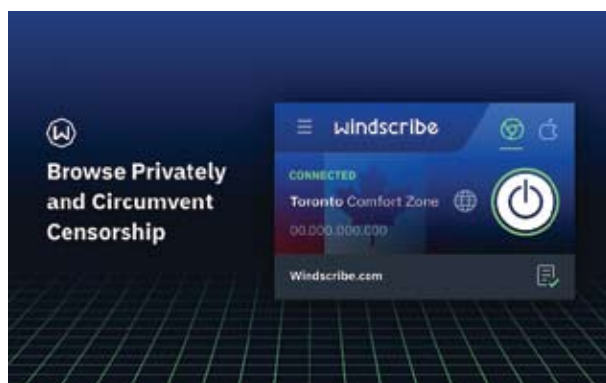 Browse Privately
and Circumvent
Censorship
windscribe
CONNECTED
Toronto Comfort Zone
00.000.000.000
Windscribe.com